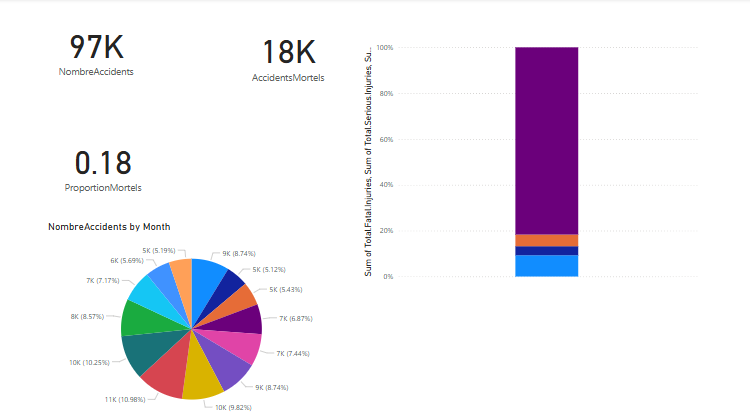 97K
NombreAccidents
18K
AccidentsMortels
0.18
ProportionMortels
NombreAccidents by Month
5K (5.19%)
9K (8.74%)
6K (5.69%)
5K (5.12%)
7K (7.17%)
5K (5.43%)
8K (8.57%)
7K (6.87%)
10K (10.25%)
7K (7.44%)
11K (10.98%)
9K (8.74%)
10K (9.82%)
Sum of Total.Fatal.Injuries, Sum of Total.Serious.Injuries, Su...
100%
80%
60%
40%
20%
0%